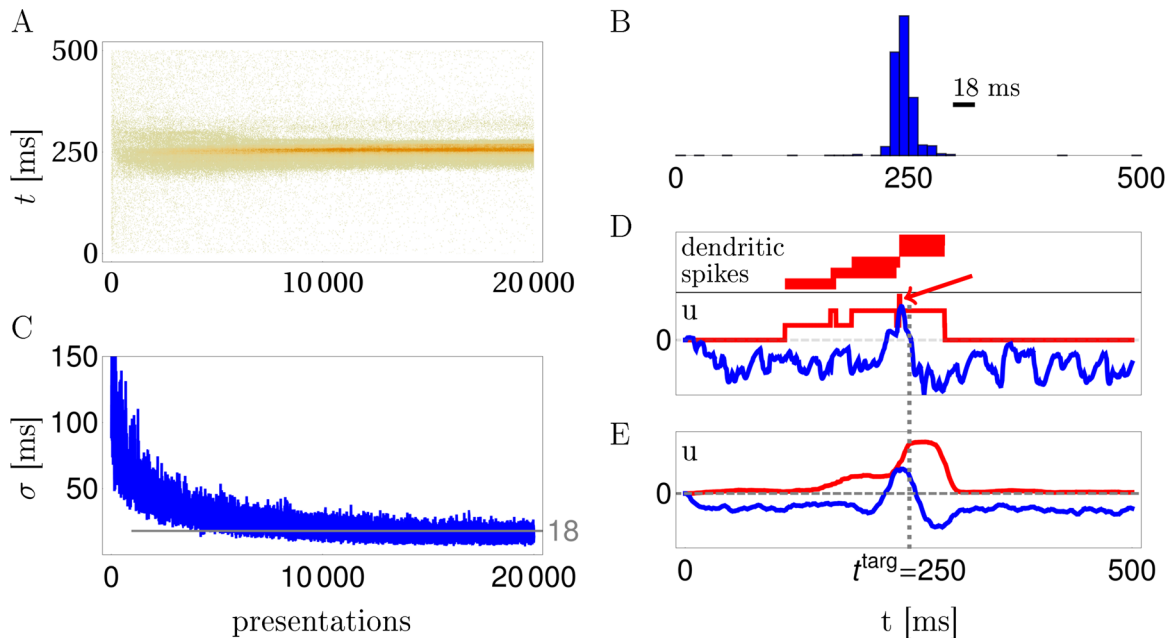 A
500
250
0
t [ms]
0
10 000
20 000
B
18 ms
0
250
500
C
150
100
50
σ [ms]
18
0
10 000
20 000
presentations
D
dendritic
spikes
u
0
E
u
0
0
t^targ=250
500
t [ms]